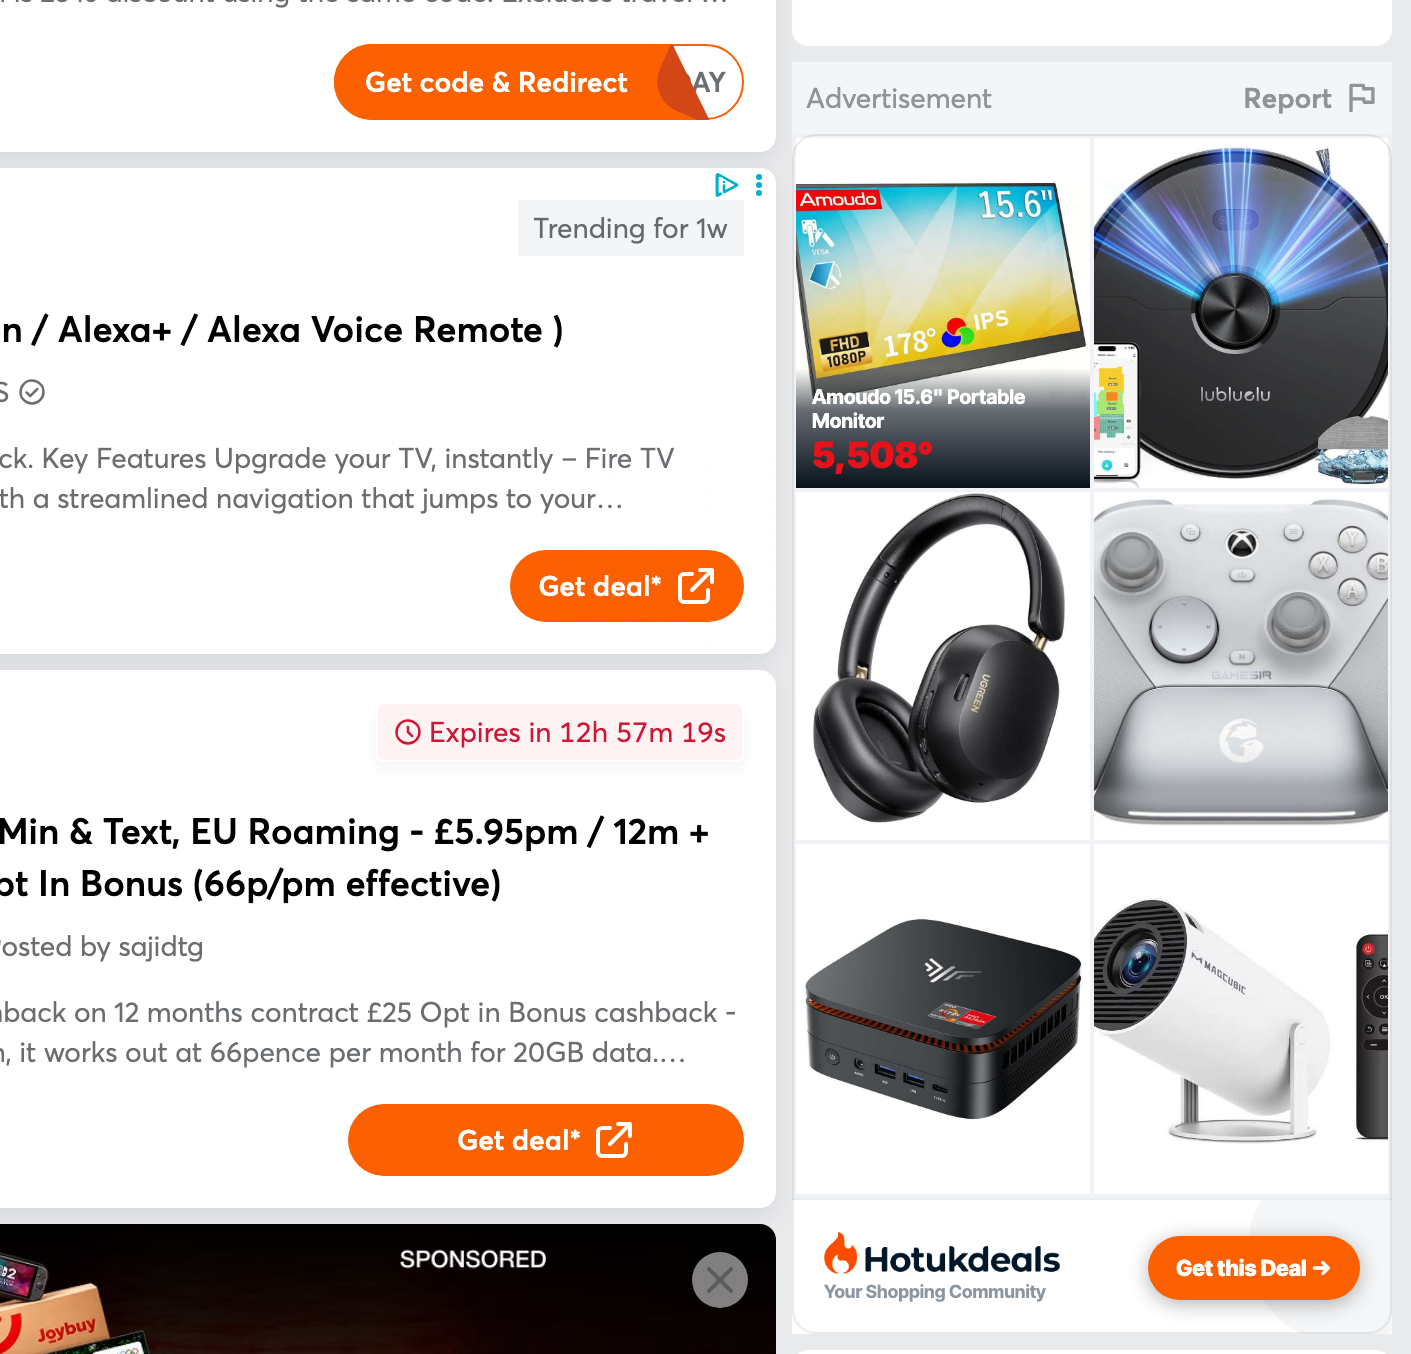 Get code & Redirect
AY
Trending for 1w
n / Alexa+ / Alexa Voice Remote )
S
ck. Key Features Upgrade your TV, instantly – Fire TV
th a streamlined navigation that jumps to your…
Get deal*
Expires in 12h 57m 19s
Min & Text, EU Roaming - £5.95pm / 12m +
pt In Bonus (66p/pm effective)
osted by sajidtg
back on 12 months contract £25 Opt in Bonus cashback -
, it works out at 66pence per month for 20GB data.…
Get deal*
SPONSORED
Joybuy
Advertisement
Report
Amoudo
15.6"
VESA
FHD
1080P
178°
IPS
Amoudo 15.6" Portable
Monitor
5,508°
lubluelu
UGREEN
Y
X
B
A
GAMESIR
RYZEN
MAGCUBIC
OK
Hotukdeals
Your Shopping Community
Get this Deal →